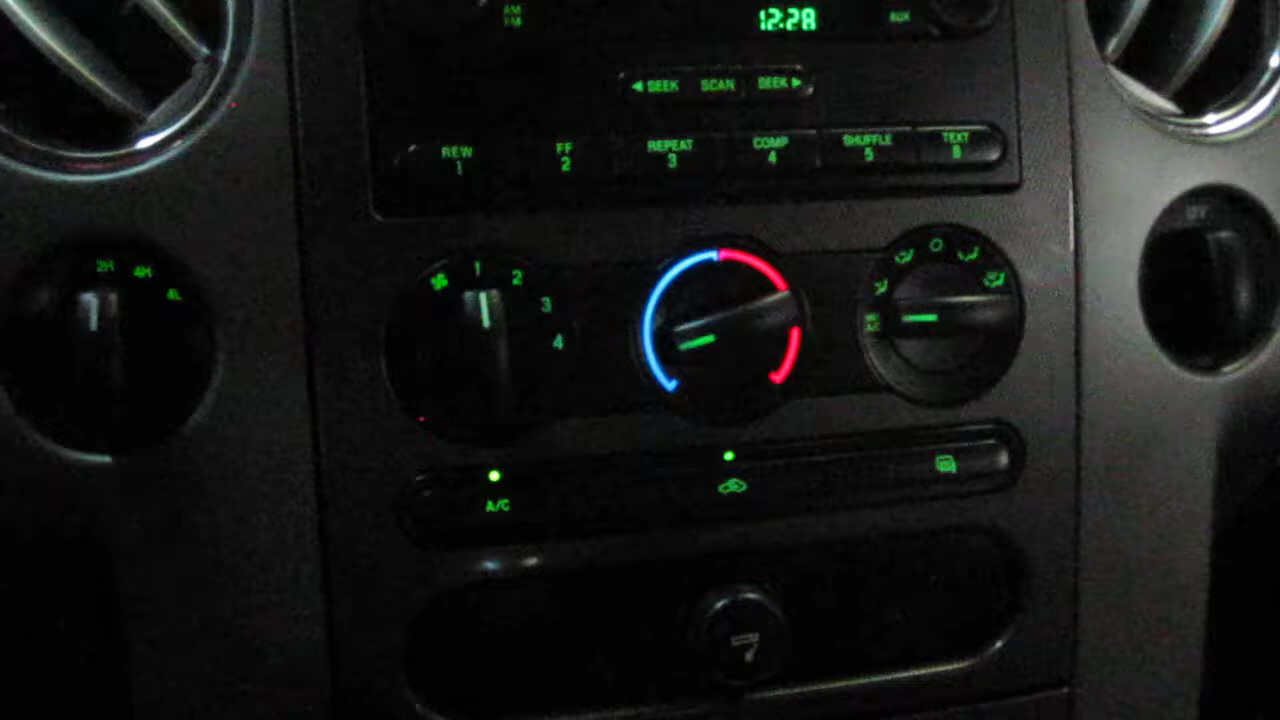 AM
FM
12:28
AUX
◄ SEEK SCAN SEEK ►
REW FF REPEAT COMP SHUFFLE TEXT
1 2 3 4 5 6
2H 4H 4L
1 2 3 4
MAX
A/C
A/C